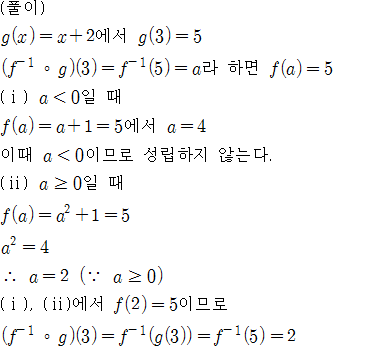 (풀이)
g(x)=x+2에서 g(3)=5
(f⁻¹ ∘ g)(3)=f⁻¹(5)=a라 하면 f(a)=5
(ⅰ) a<0일 때
f(a)=a+1=5에서 a=4
이때 a<0이므로 성립하지 않는다.
(ⅱ) a≥0일 때
f(a)=a²+1=5
a²=4
∴ a=2 (∵ a≥0)
(ⅰ), (ⅱ)에서 f(2)=5이므로
(f⁻¹ ∘ g)(3)=f⁻¹(g(3))=f⁻¹(5)=2